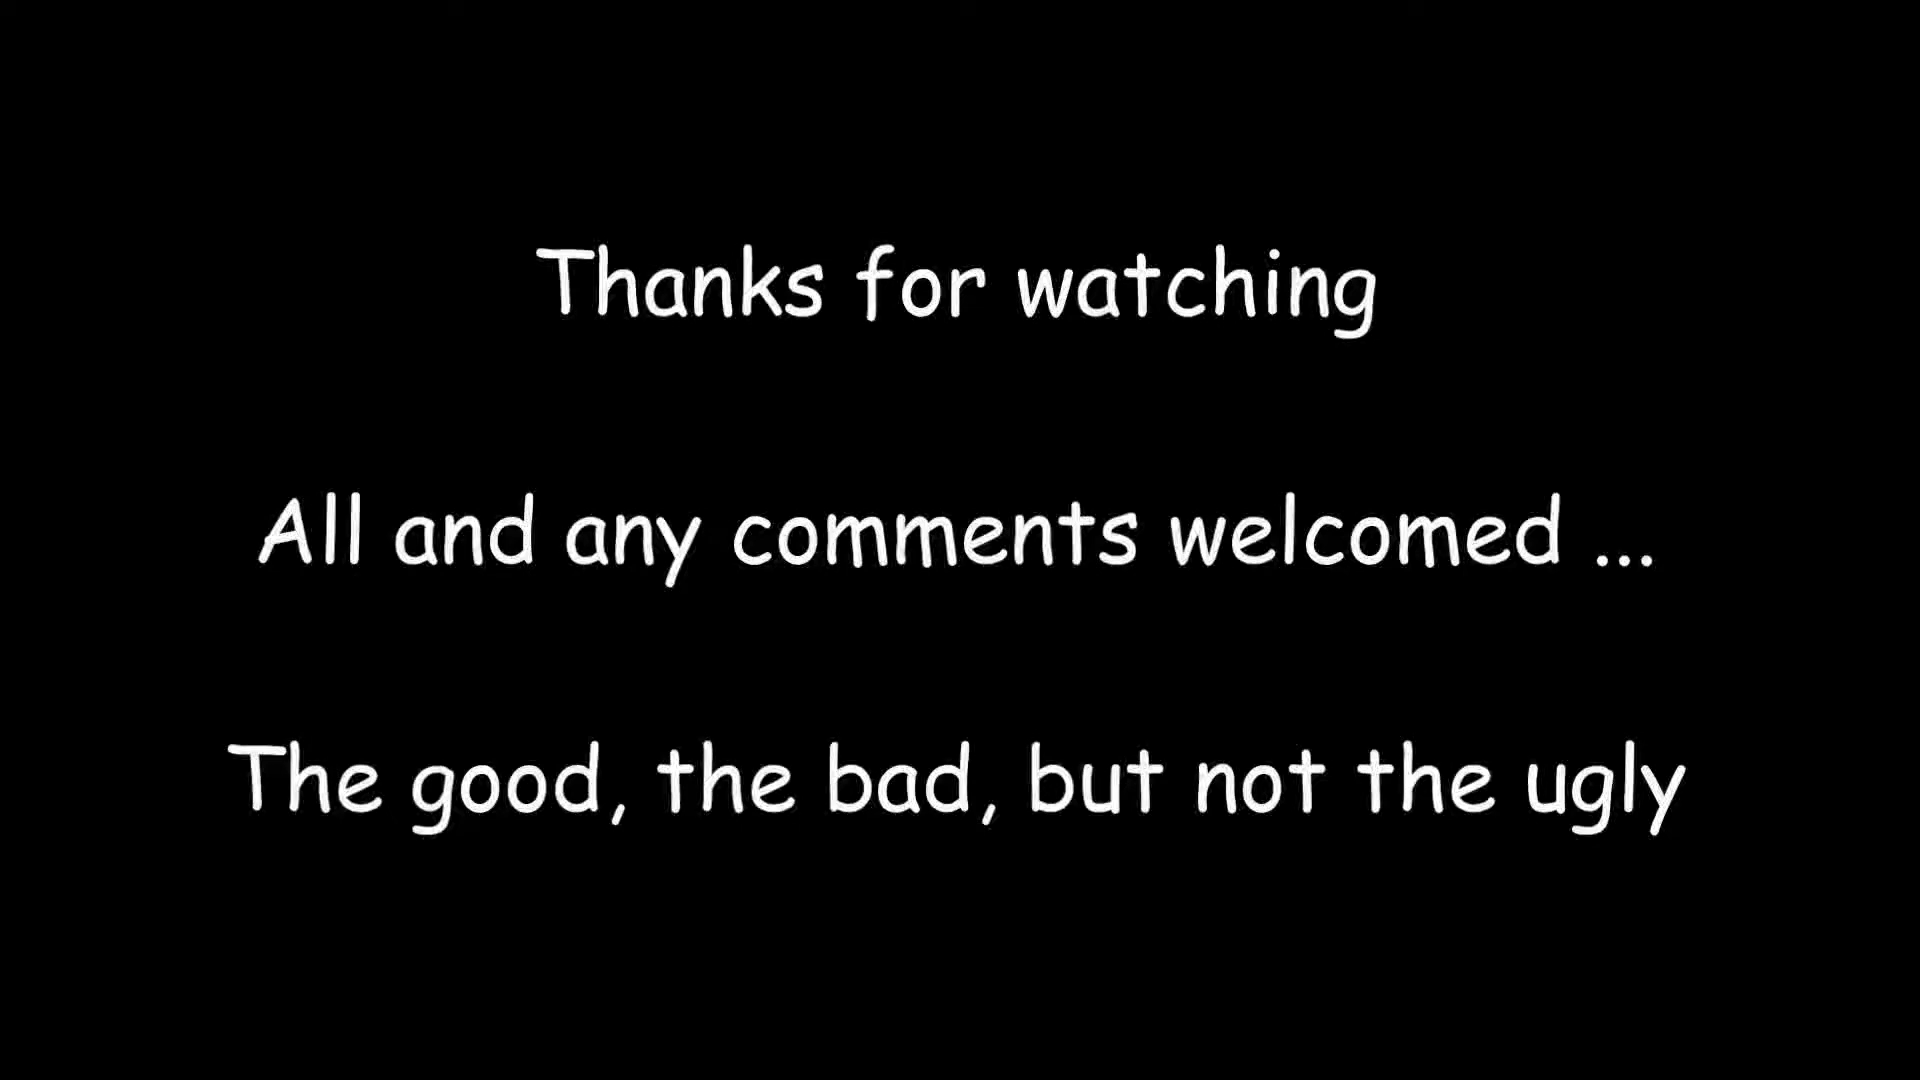 Thanks for watching
All and any comments welcomed ...
The good, the bad, but not the ugly